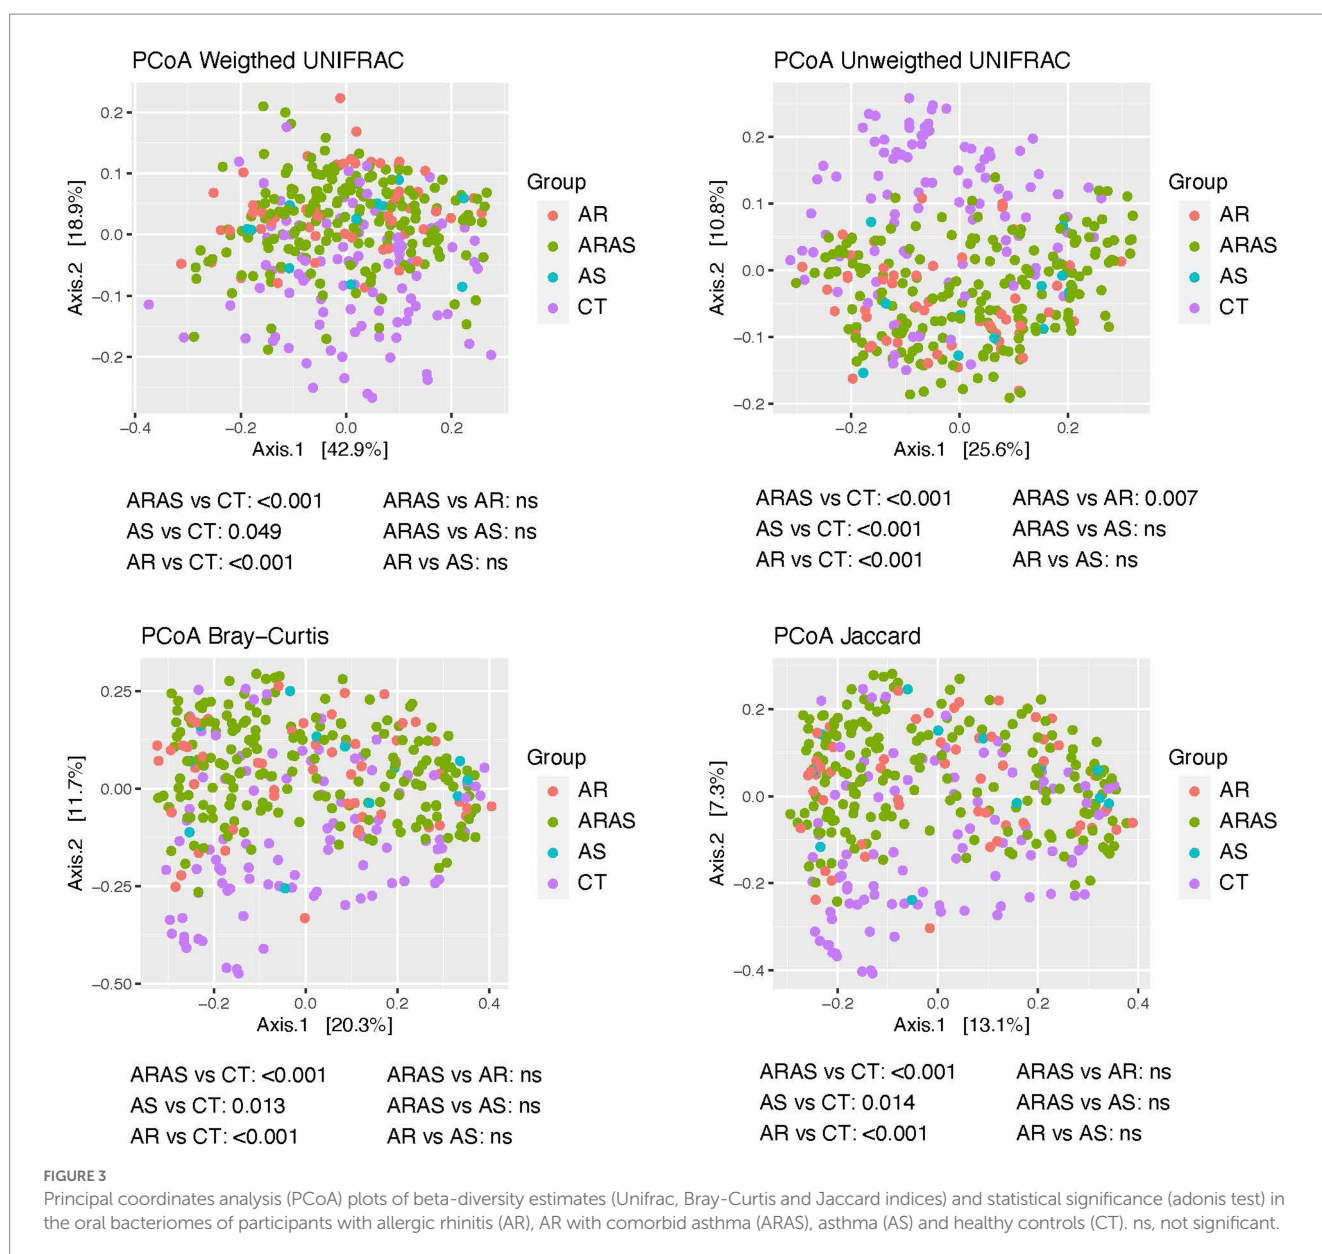 PCoA Weigthed UNIFRAC
0.2
0.1
0.0
−0.1
−0.2
−0.4
−0.2
0.0
0.2
Axis.2 [18.9%]
Axis.1 [42.9%]
Group
AR
ARAS
AS
CT
ARAS vs CT: <0.001
ARAS vs AR: ns
AS vs CT: 0.049
ARAS vs AS: ns
AR vs CT: <0.001
AR vs AS: ns
PCoA Unweigthed UNIFRAC
0.2
0.1
0.0
−0.1
−0.2
−0.2
0.0
0.2
Axis.2 [10.8%]
Axis.1 [25.6%]
Group
AR
ARAS
AS
CT
ARAS vs CT: <0.001
ARAS vs AR: 0.007
AS vs CT: <0.001
ARAS vs AS: ns
AR vs CT: <0.001
AR vs AS: ns
PCoA Bray−Curtis
0.25
0.00
−0.25
−0.50
−0.2
0.0
0.2
0.4
Axis.2 [11.7%]
Axis.1 [20.3%]
Group
AR
ARAS
AS
CT
ARAS vs CT: <0.001
ARAS vs AR: ns
AS vs CT: 0.013
ARAS vs AS: ns
AR vs CT: <0.001
AR vs AS: ns
PCoA Jaccard
0.2
0.0
−0.2
−0.4
−0.2
0.0
0.2
0.4
Axis.2 [7.3%]
Axis.1 [13.1%]
Group
AR
ARAS
AS
CT
ARAS vs CT: <0.001
ARAS vs AR: ns
AS vs CT: 0.014
ARAS vs AS: ns
AR vs CT: <0.001
AR vs AS: ns
FIGURE 3
Principal coordinates analysis (PCoA) plots of beta-diversity estimates (Unifrac, Bray-Curtis and Jaccard indices) and statistical significance (adonis test) in
the oral bacteriomes of participants with allergic rhinitis (AR), AR with comorbid asthma (ARAS), asthma (AS) and healthy controls (CT). ns, not significant.